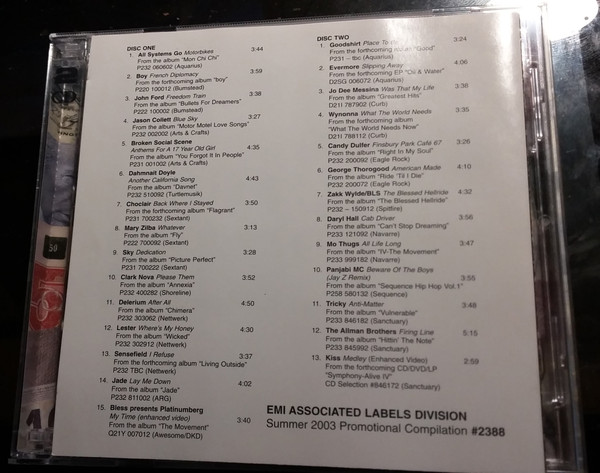 DISC ONE
1. All Systems Go Motorbikes 3:44
From the album "Mon Chi Chi"
P232 060602 (Aquarius)
2. Boy French Diplomacy 3:59
From the forthcoming album "boy"
P220 100012 (Bumstead)
3. John Ford Freedom Train 3:38
From the album "Bullets For Dreamers"
P222 100002 (Bumstead)
4. Jason Collett Blue Sky 3:27
From the album "Motor Motel Love Songs"
P232 002002 (Arts & Crafts)
5. Broken Social Scene
Anthems For A 17 Year Old Girl 4:35
From the album "You Forgot It In People"
P231 001002 (Arts & Crafts)
6. Dahmnait Doyle
Another California Song 4:43
From the album "Davnet"
P232 510092 (Turtlemusik)
7. Choclair Back Where I Stayed 3:50
From the forthcoming album "Flagrant"
P231 700232 (Sextant)
8. Mary Zilba Whatever 3:13
From the album "Fly"
P222 700092 (Sextant)
9. Sky Dedication 3:28
From the album "Picture Perfect"
P231 700222 (Sextant)
10. Clark Nova Please Them 3:52
From the album "Annexia"
P232 400282 (Shoreline)
11. Delerium After All 4:50
From the album "Chimera"
P232 303062 (Nettwerk)
12. Lester Where's My Honey 4:30
From the album "Wicked"
P232 302912 (Nettwerk)
13. Sensefield I Refuse 3:37
From the forthcoming album "Living Outside"
P232 TBC (Nettwerk)
14. Jade Lay Me Down 4:02
From the album "Jade"
P232 811002 (ARG)
15. Bless presents Platinumberg
My Time (enhanced video) 3:40
From the album "The Movement"
Q21Y 007012 (Awesome/DKD)
DISC TWO
1. Goodshirt Place To Be 3:24
From the forthcoming album "Good"
P231 – tbc (Aquarius)
2. Evermore Slipping Away 4:06
From the forthcoming EP "Oil & Water"
D2SG 006072 (Aquarius)
3. Jo Dee Messina Was That My Life 3:38
From the album "Greatest Hits"
D21I 787902 (Curb)
4. Wynonna What The World Needs 3:35
From the forthcoming album
"What The World Needs Now"
D21I 788112 (Curb)
5. Candy Dulfer Finsbury Park Café 67 3:26
From the album "Right In My Soul"
P232 200092 (Eagle Rock)
6. George Thorogood American Made 4:10
From the album "Ride 'Til I Die"
P232 200072 (Eagle Rock)
7. Zakk Wylde/BLS The Blessed Hellride 4:32
From the album "The Blessed Hellride"
P232 – 150912 (Spitfire)
8. Daryl Hall Cab Driver 3:56
From the album "Can't Stop Dreaming"
P233 121092 (Navarre)
9. Mo Thugs All Life Long 3:47
From the album "IV-The Movement"
P233 999182 (Navarre)
10. Panjabi MC Beware Of The Boys
(Jay Z Remix) 3:55
From the album "Sequence Hip Hop Vol.1"
P258 580132 (Sequence)
11. Tricky Anti-Matter 3:48
From the album "Vulnerable"
P233 846182 (Sanctuary)
12. The Allman Brothers Firing Line 5:15
From the album "Hittin' The Note"
P233 845992 (Sanctuary)
13. Kiss Medley (Enhanced Video) 2:59
From the forthcoming CD/DVD/LP
"Symphony-Alive IV"
CD Selection #846172 (Sanctuary)
EMI ASSOCIATED LABELS DIVISION
Summer 2003 Promotional Compilation #2388
50